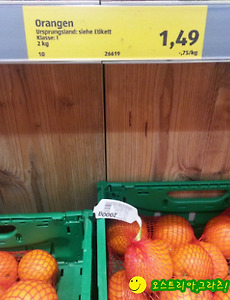 Orangen
Ursprungsland: siehe Etikett
Klasse: I
2 kg
1,49
10
26619
-,75/kg
오스트리아,그라츠!